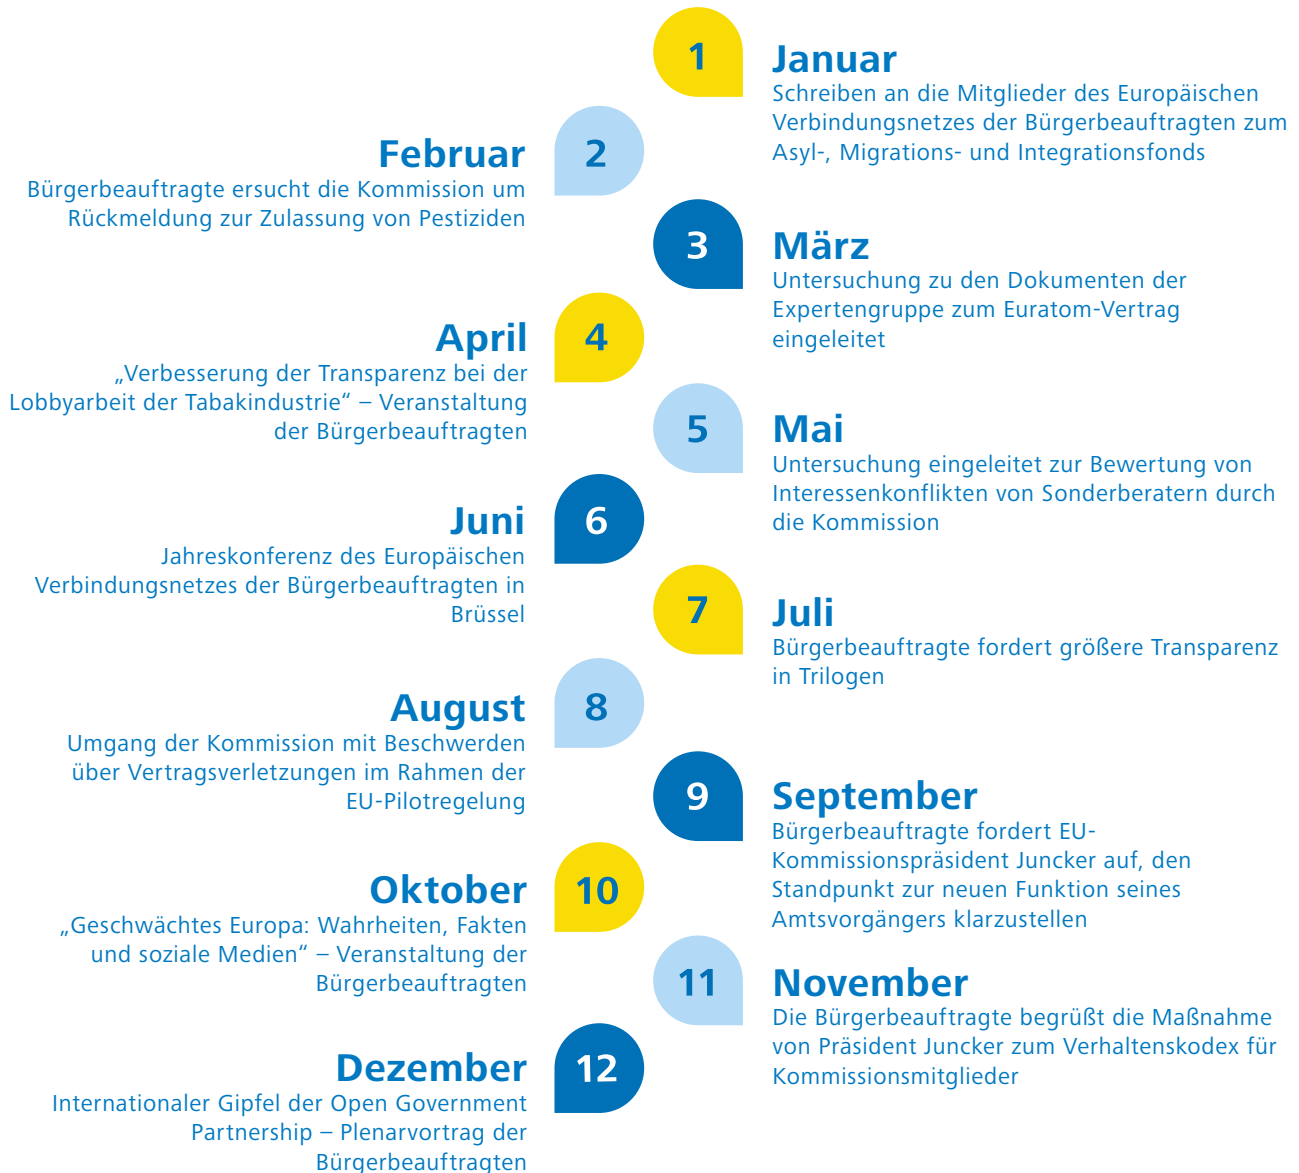 1
Januar
Schreiben an die Mitglieder des Europäischen
Verbindungsnetzes der Bürgerbeauftragten zum
Asyl-, Migrations- und Integrationsfonds
2
Februar
Bürgerbeauftragte ersucht die Kommission um
Rückmeldung zur Zulassung von Pestiziden
3
März
Untersuchung zu den Dokumenten der
Expertengruppe zum Euratom-Vertrag
eingeleitet
4
April
„Verbesserung der Transparenz bei der
Lobbyarbeit der Tabakindustrie“ – Veranstaltung
der Bürgerbeauftragten
5
Mai
Untersuchung eingeleitet zur Bewertung von
Interessenkonflikten von Sonderberatern durch
die Kommission
6
Juni
Jahreskonferenz des Europäischen
Verbindungsnetzes der Bürgerbeauftragten in
Brüssel
7
Juli
Bürgerbeauftragte fordert größere Transparenz
in Trilogen
8
August
Umgang der Kommission mit Beschwerden
über Vertragsverletzungen im Rahmen der
EU-Pilotregelung
9
September
Bürgerbeauftragte fordert EU-
Kommissionspräsident Juncker auf, den
Standpunkt zur neuen Funktion seines
Amtsvorgängers klarzustellen
10
Oktober
„Geschwächtes Europa: Wahrheiten, Fakten
und soziale Medien“ – Veranstaltung der
Bürgerbeauftragten
11
November
Die Bürgerbeauftragte begrüßt die Maßnahme
von Präsident Juncker zum Verhaltenskodex für
Kommissionsmitglieder
12
Dezember
Internationaler Gipfel der Open Government
Partnership – Plenarvortrag der
Bürgerbeauftragten